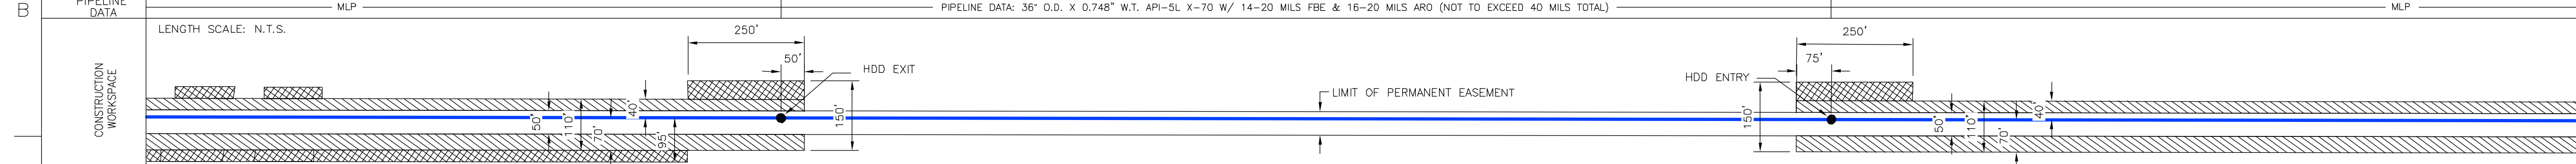 B
PIPELINE
DATA
MLP
PIPELINE DATA: 36" O.D. X 0.748" W.T. API-5L X-70 W/ 14-20 MILS FBE & 16-20 MILS ARO (NOT TO EXCEED 40 MILS TOTAL)
MLP
LENGTH SCALE: N.T.S.
CONSTRUCTION
WORKSPACE
250'
50'
HDD EXIT
50'
110'
70'
40'
95'
150'
LIMIT OF PERMANENT EASEMENT
250'
75'
HDD ENTRY
150'
50'
110'
70'
40'